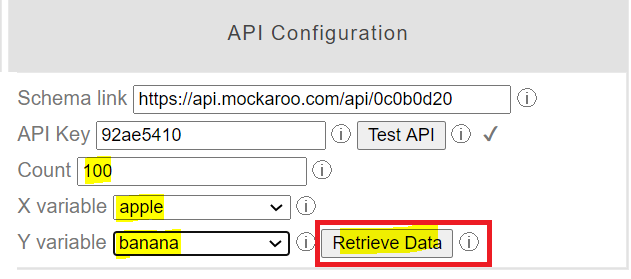 API Configuration
Schema link https://api.mockaroo.com/api/0c0b0d20
API Key 92ae5410 Test API ✓
Count 100
X variable apple
Y variable banana Retrieve Data